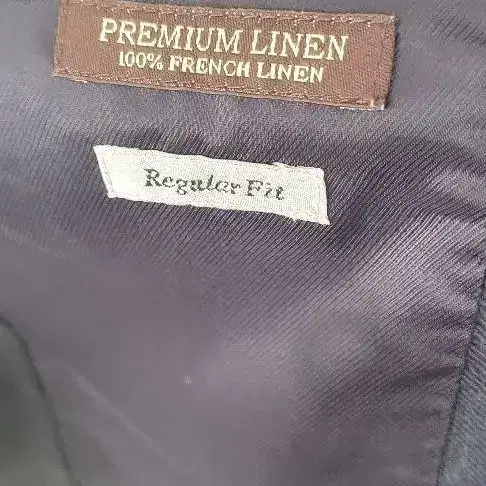 PREMIUM LINEN
100% FRENCH LINEN
Regular Fit